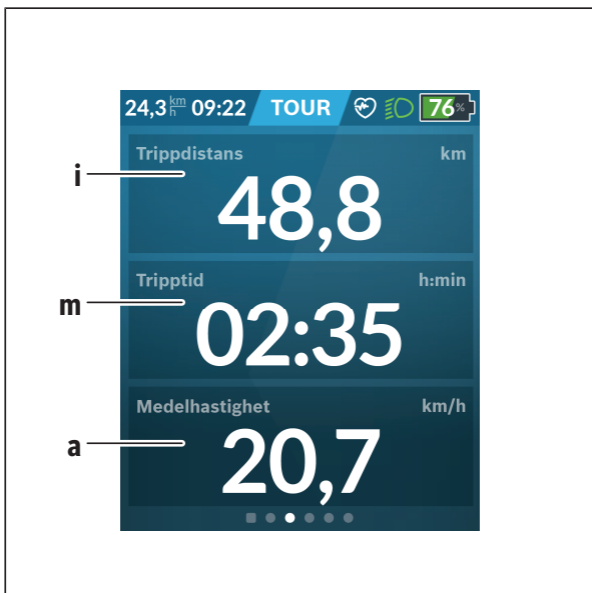 24,3 km/h 09:22 TOUR 76%
Trippdistans km
i
48,8
Tripptid h:min
m
02:35
Medelhastighet km/h
a
20,7